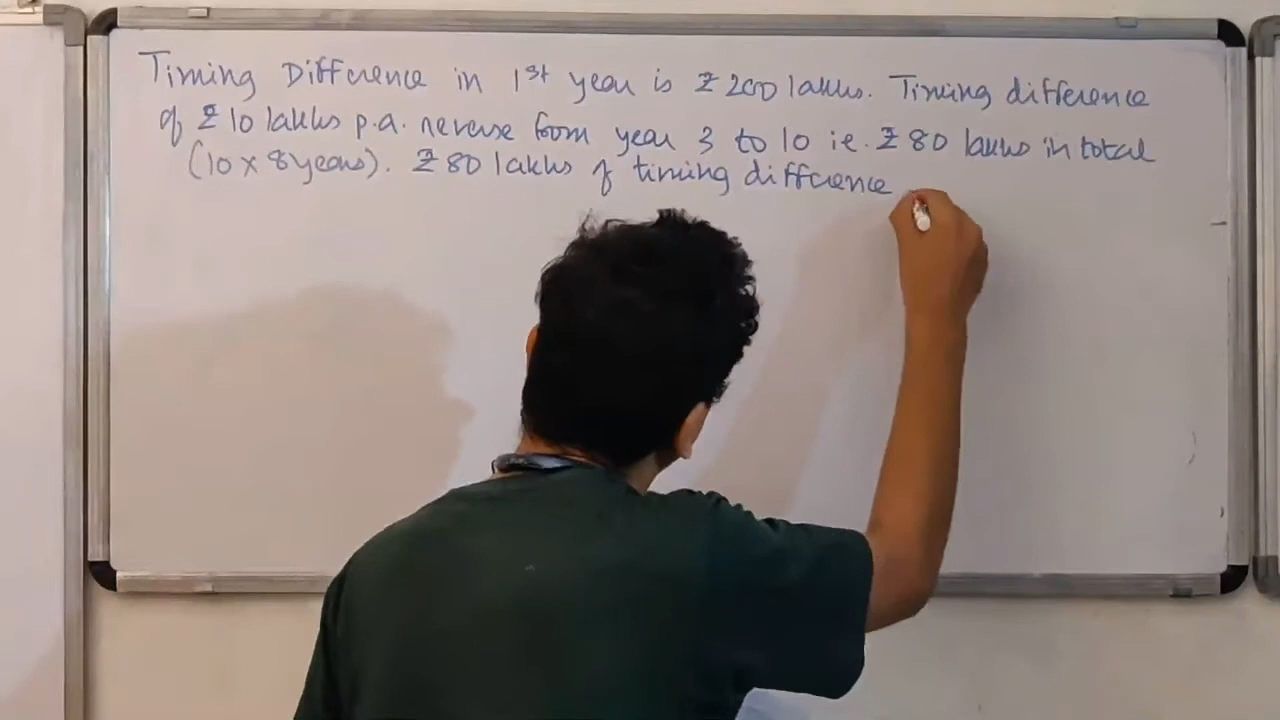 Timing Difference in 1st year is ₹ 200 lakhs. Timing difference
of ₹ 10 lakhs p.a. reverse from year 3 to 10 i.e. ₹ 80 lakhs in total
(10 x 8 years). ₹ 80 lakhs of timing difference